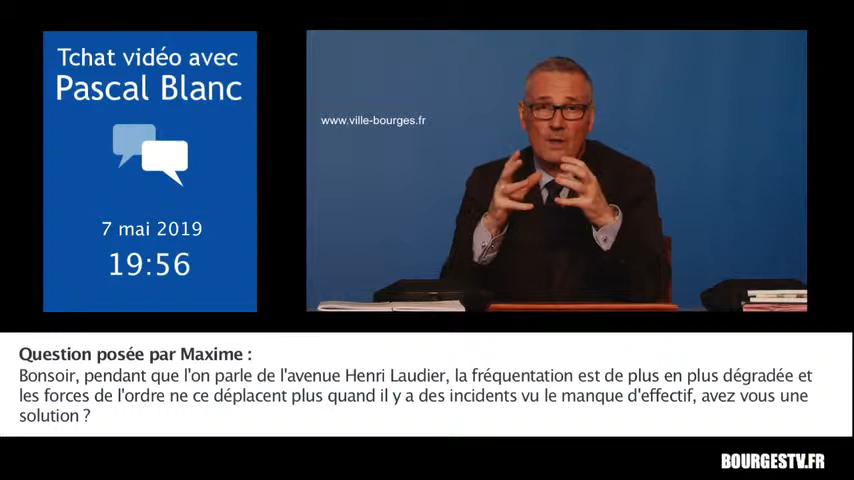 Tchat vidéo avec
Pascal Blanc
7 mai 2019
19:56
www.ville-bourges.fr
Question posée par Maxime :
Bonsoir, pendant que l'on parle de l'avenue Henri Laudier, la fréquentation est de plus en plus dégradée et
les forces de l'ordre ne ce déplacent plus quand il y a des incidents vu le manque d'effectif, avez vous une
solution ?
BOURGESTV.FR